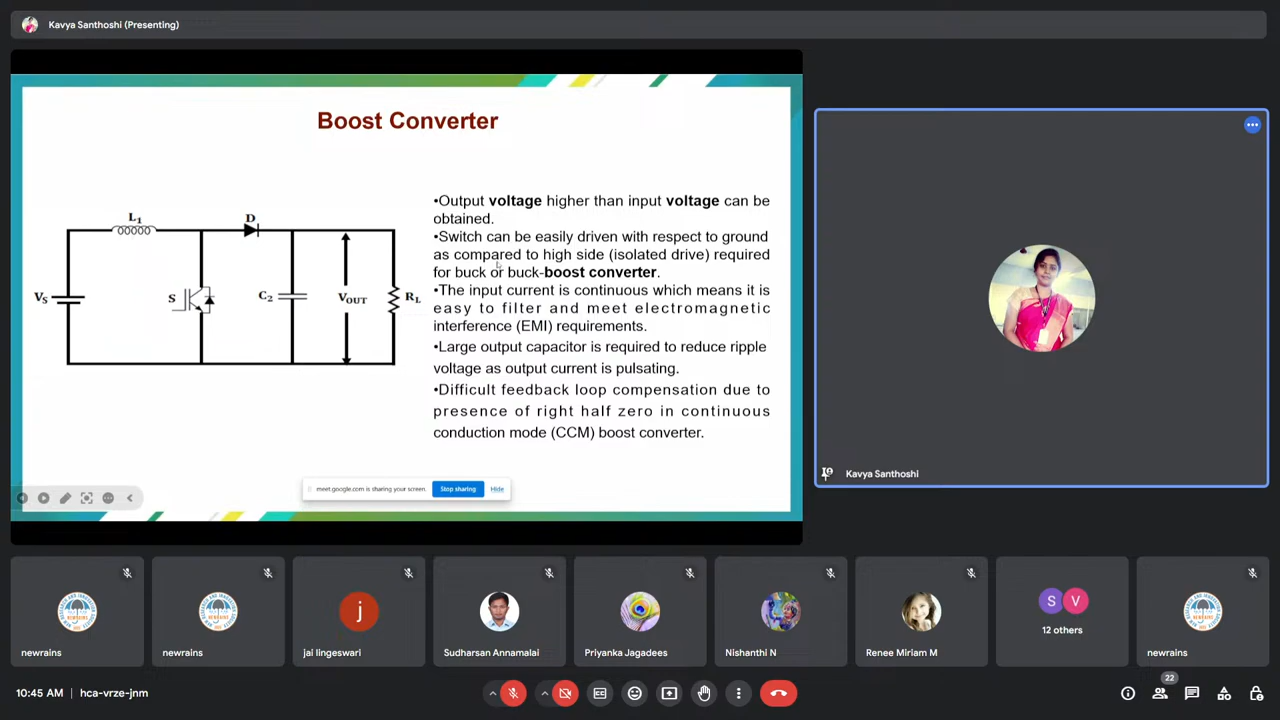 Kavya Santhoshi (Presenting)
Boost Converter
•Output voltage higher than input voltage can be
obtained.
•Switch can be easily driven with respect to ground
as compared to high side (isolated drive) required
for buck or buck-boost converter.
•The input current is continuous which means it is
easy to filter and meet electromagnetic
interference (EMI) requirements.
•Large output capacitor is required to reduce ripple
voltage as output current is pulsating.
•Difficult feedback loop compensation due to
presence of right half zero in continuous
conduction mode (CCM) boost converter.
L1
D
VS
S
C2
VOUT
RL
meet.google.com is sharing your screen.
Stop sharing
Hide
Kavya Santhoshi
j
S
V
12 others
newrains
newrains
jai lingeswari
Sudharsan Annamalai
Priyanka Jagadees
Nishanthi N
Renee Miriam M
newrains
NEWRAINS
NEWRAINS
NEWRAINS
10:45 AM | hca-vrze-jnm
22